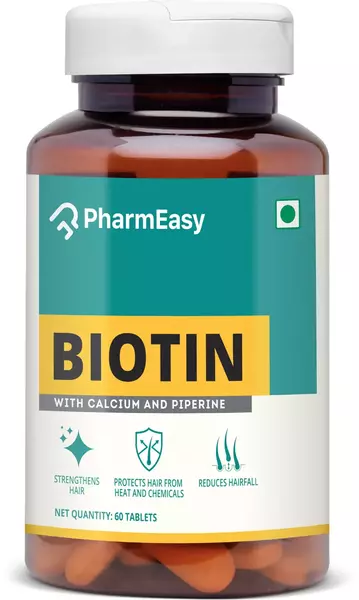 PharmEasy
BIOTIN
WITH CALCIUM AND PIPERINE
STRENGTHENS
HAIR
PROTECTS HAIR FROM
HEAT AND CHEMICALS
REDUCES HAIRFALL
NET QUANTITY: 60 TABLETS